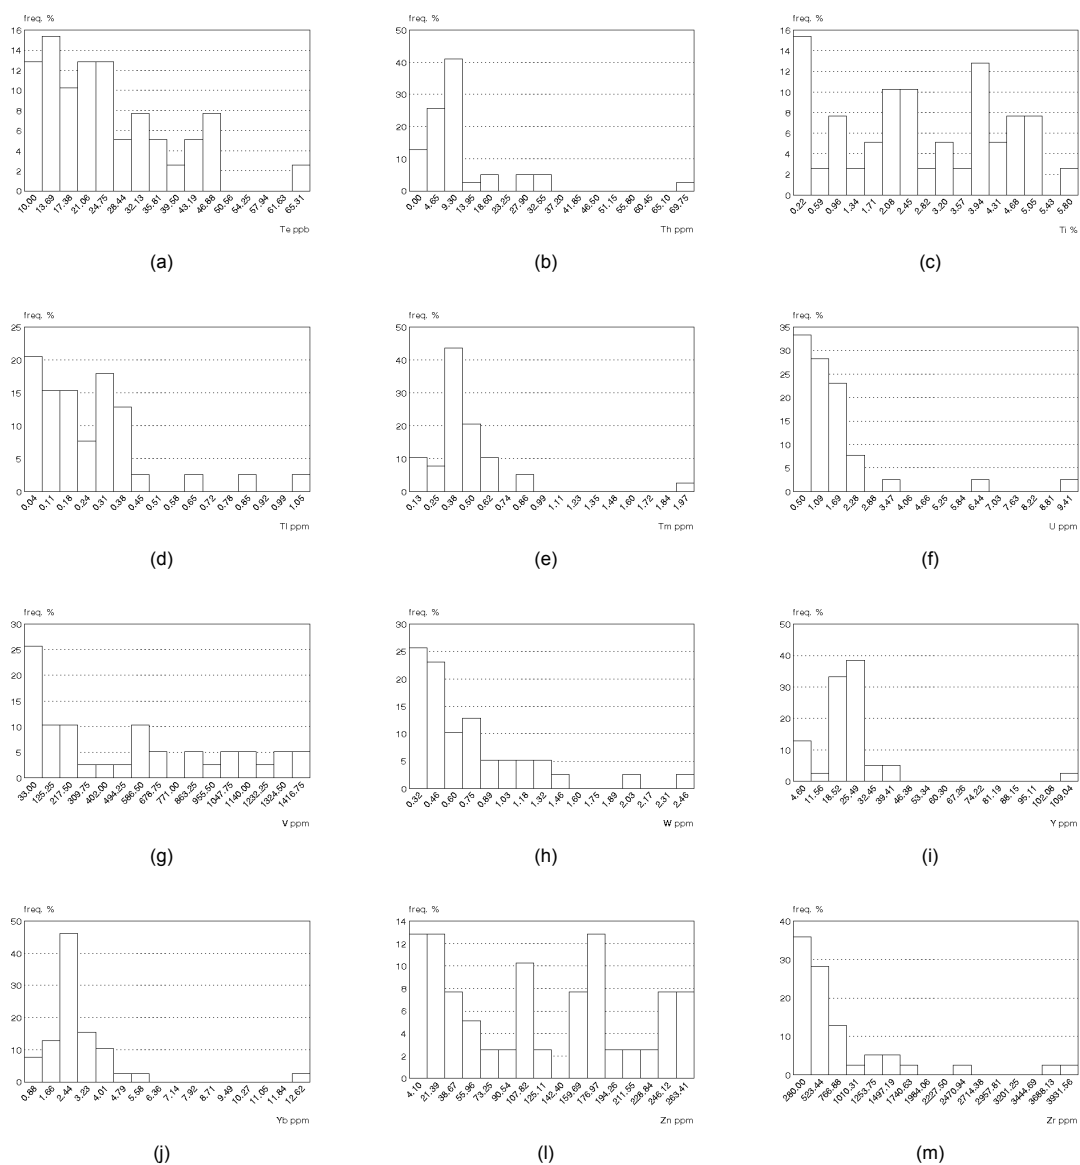 freq. %
16
14
12
10
8
6
4
2
0
10.00 13.69 17.38 21.06 24.75 28.44 32.13 35.81 39.50 43.19 46.88 50.56 54.25 57.94 61.63 65.31
Te ppb
(a)
freq. %
50
40
30
20
10
0
0.00 4.65 9.30 13.95 18.60 23.25 27.90 32.55 37.20 41.85 46.50 51.15 55.80 60.45 65.10 69.75
Th ppm
(b)
freq. %
16
14
12
10
8
6
4
2
0
0.22 0.59 0.96 1.34 1.71 2.08 2.45 2.82 3.20 3.57 3.94 4.31 4.68 5.05 5.43 5.80
Ti %
(c)
freq. %
25
20
15
10
5
0
0.04 0.11 0.18 0.24 0.31 0.38 0.45 0.51 0.58 0.65 0.72 0.78 0.85 0.92 0.99 1.05
Tl ppm
(d)
freq. %
50
40
30
20
10
0
0.13 0.25 0.38 0.50 0.62 0.74 0.86 0.99 1.11 1.23 1.35 1.48 1.60 1.72 1.84 1.97
Tm ppm
(e)
freq. %
35
30
25
20
15
10
5
0
0.50 1.09 1.69 2.28 2.88 3.47 4.06 4.66 5.25 5.84 6.44 7.03 7.63 8.22 8.81 9.41
U ppm
(f)
freq. %
30
25
20
15
10
5
0
33.00 125.25 217.50 309.75 402.00 494.25 586.50 678.75 771.00 863.25 955.50 1047.75 1140.00 1232.25 1324.50 1416.75
V ppm
(g)
freq. %
30
25
20
15
10
5
0
0.32 0.46 0.60 0.75 0.89 1.03 1.18 1.32 1.46 1.60 1.75 1.89 2.03 2.17 2.31 2.46
W ppm
(h)
freq. %
50
40
30
20
10
0
4.60 11.56 18.52 25.49 32.45 39.41 46.38 53.34 60.30 67.26 74.22 81.19 88.15 95.11 102.08 109.04
Y ppm
(i)
freq. %
50
40
30
20
10
0
0.88 1.66 2.44 3.23 4.01 4.79 5.58 6.36 7.14 7.92 8.71 9.49 10.27 11.05 11.84 12.62
Yb ppm
(j)
freq. %
14
12
10
8
6
4
2
0
4.10 21.39 38.67 55.96 73.25 90.54 107.82 125.11 142.40 159.69 176.97 194.26 211.55 228.84 246.12 263.41
Zn ppm
(l)
freq. %
40
30
20
10
0
280.00 523.44 766.88 1010.31 1253.75 1497.19 1740.63 1984.06 2227.50 2470.94 2714.38 2957.81 3201.25 3444.69 3688.13 3931.56
Zr ppm
(m)